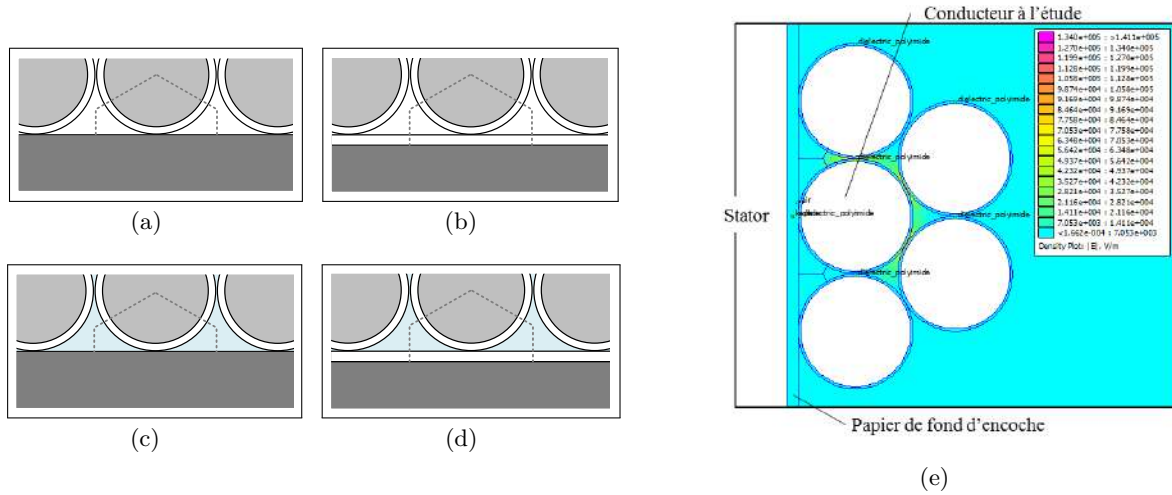 (a)
(b)
(c)
(d)
Conducteur à l'étude
Stator
Papier de fond d'encoche
dielectric_polyimide
dielectric_polyimide
dielectric_polyimide
dielectric_polyimide
dielectric_polyimide
dielectric_polyimide
air
1.340e+005 : >1.411e+005
1.270e+005 : 1.340e+005
1.199e+005 : 1.270e+005
1.128e+005 : 1.199e+005
1.058e+005 : 1.128e+005
9.874e+004 : 1.058e+005
9.169e+004 : 9.874e+004
8.464e+004 : 9.169e+004
7.758e+004 : 8.464e+004
7.053e+004 : 7.758e+004
6.348e+004 : 7.053e+004
5.642e+004 : 6.348e+004
4.937e+004 : 5.642e+004
4.232e+004 : 4.937e+004
3.527e+004 : 4.232e+004
2.821e+004 : 3.527e+004
2.116e+004 : 2.821e+004
1.411e+004 : 2.116e+004
7.053e+003 : 1.411e+004
<1.662e-004 : 7.053e+003
Density Plot: |E|, V/m
(e)